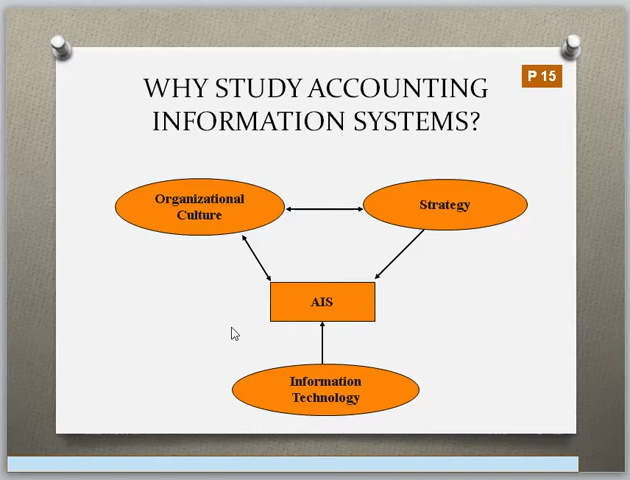 P 15
WHY STUDY ACCOUNTING
INFORMATION SYSTEMS?
Organizational
Culture
Strategy
AIS
Information
Technology